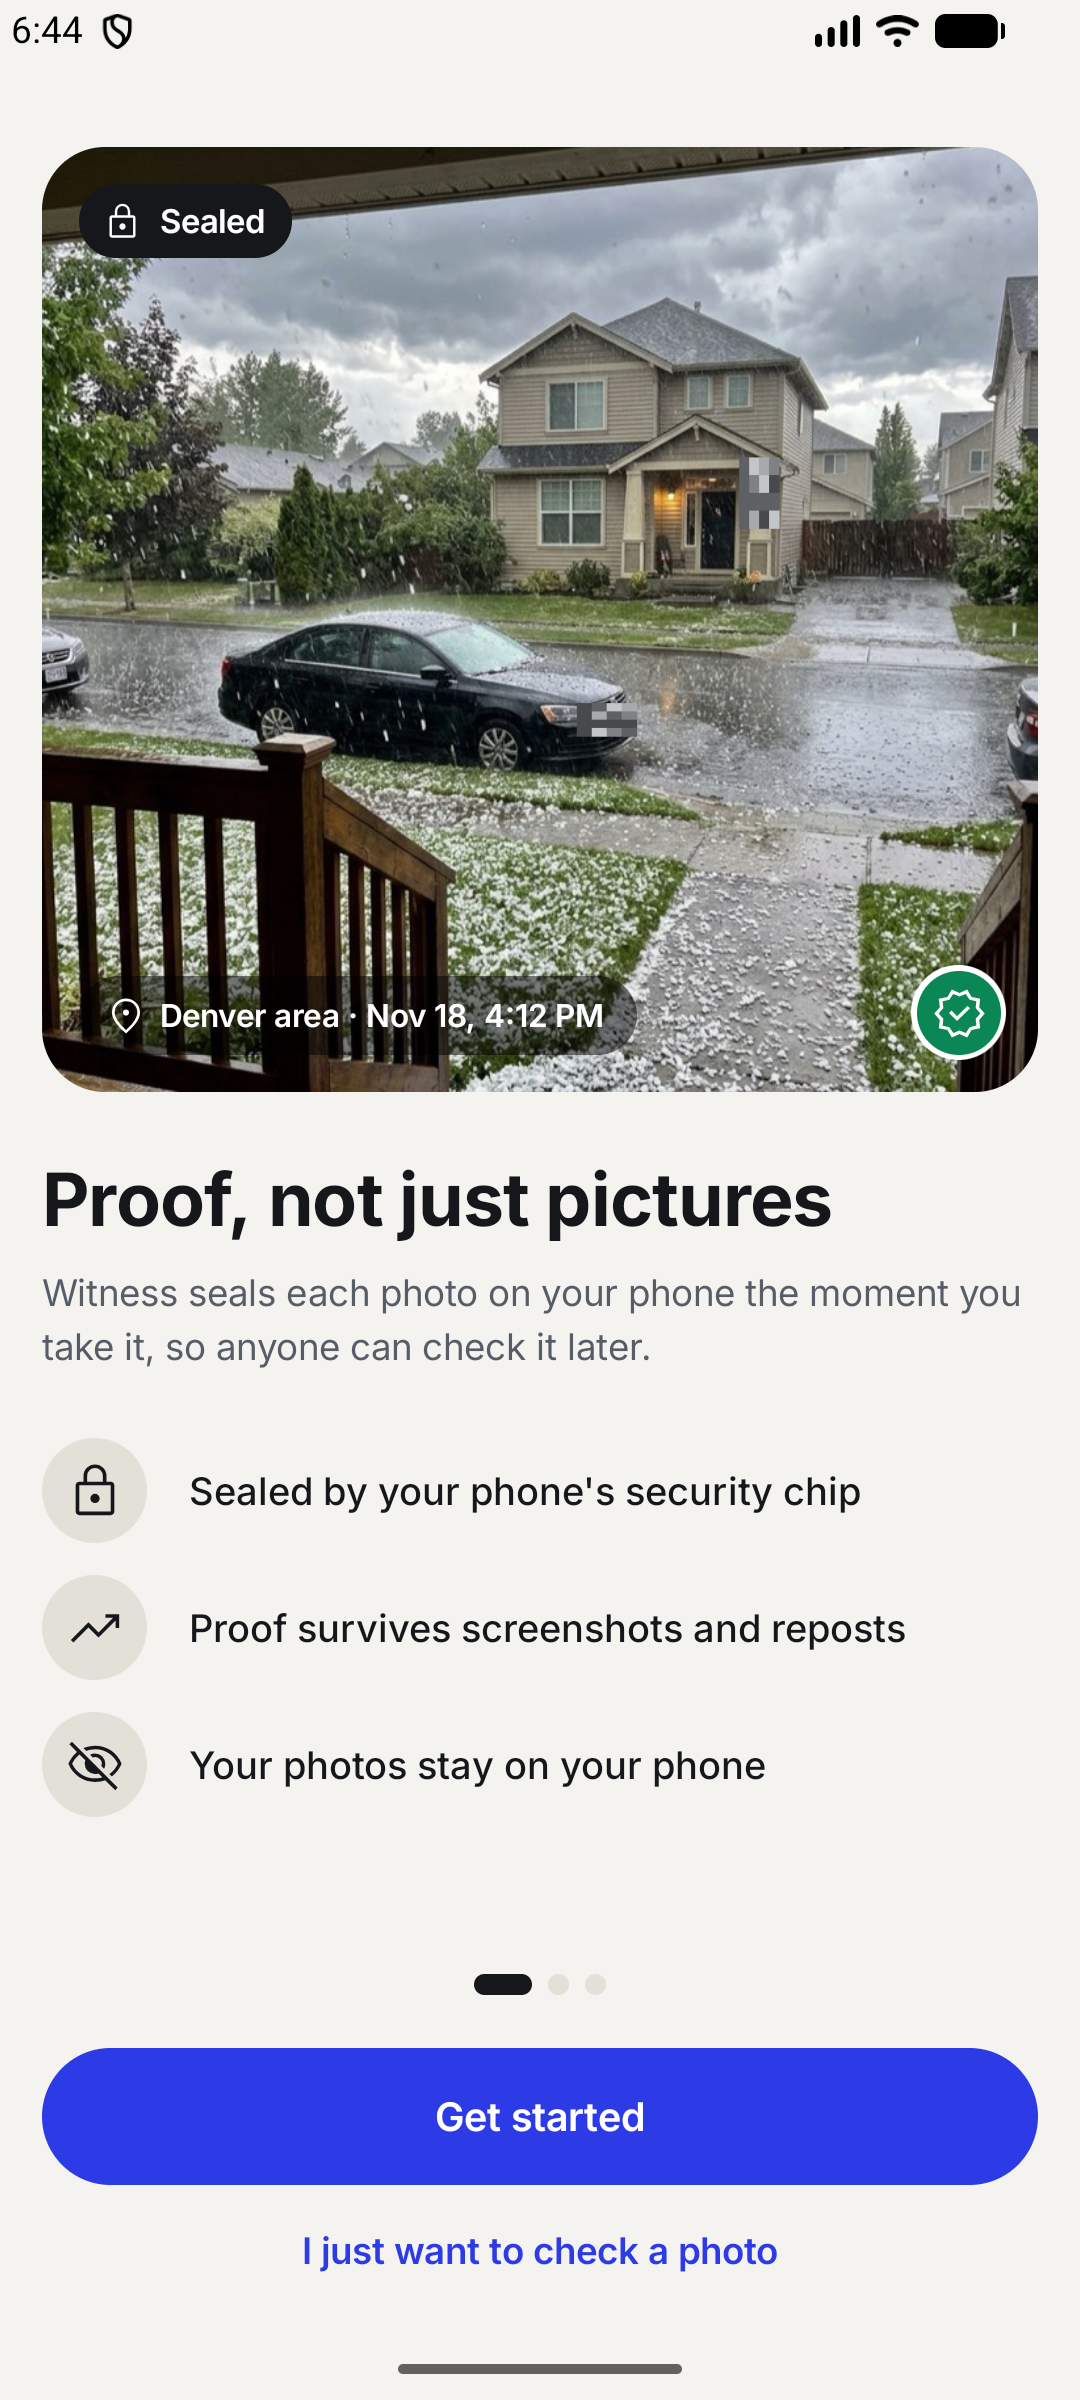 6:44
Sealed
Denver area · Nov 18, 4:12 PM
Proof, not just pictures
Witness seals each photo on your phone the moment you
take it, so anyone can check it later.
Sealed by your phone's security chip
Proof survives screenshots and reposts
Your photos stay on your phone
Get started
I just want to check a photo